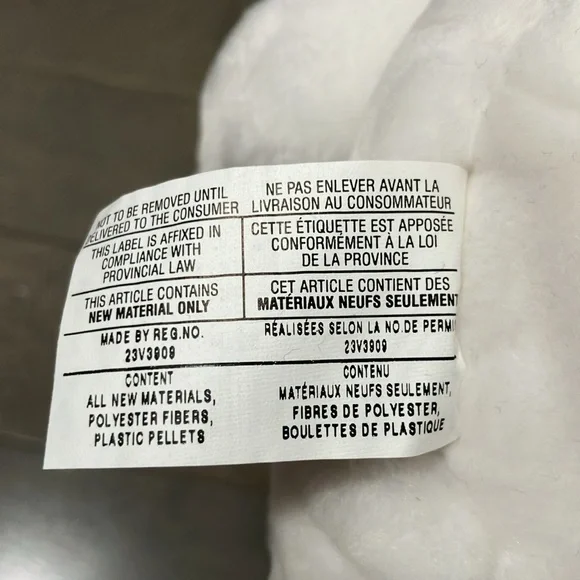 NOT TO BE REMOVED UNTIL
DELIVERED TO THE CONSUMER
THIS LABEL IS AFFIXED IN
COMPLIANCE WITH
PROVINCIAL LAW
THIS ARTICLE CONTAINS
NEW MATERIAL ONLY
MADE BY REG.NO.
23V3909
CONTENT
ALL NEW MATERIALS,
POLYESTER FIBERS,
PLASTIC PELLETS
NE PAS ENLEVER AVANT LA
LIVRAISON AU CONSOMMATEUR
CETTE ÉTIQUETTE EST APPOSÉE
CONFORMÉMENT À LA LOI
DE LA PROVINCE
CET ARTICLE CONTIENT DES
MATÉRIAUX NEUFS SEULEMENT
RÉALISÉES SELON LA NO.DE PERMI
23V3909
CONTENU
MATÉRIAUX NEUFS SEULEMENT,
FIBRES DE POLYESTER,
BOULETTES DE PLASTIQUE